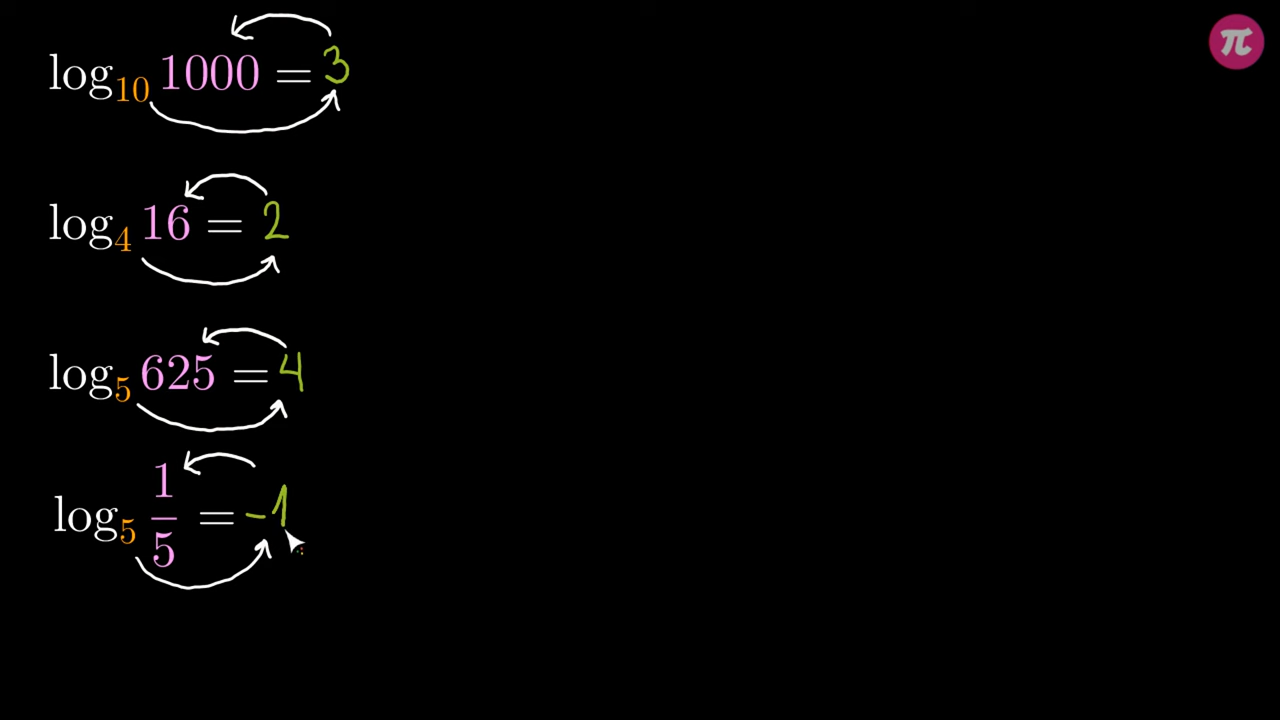 log₁₀ 1000 = 3
log₄ 16 = 2
log₅ 625 = 4
log₅ 1/5 = -1
π